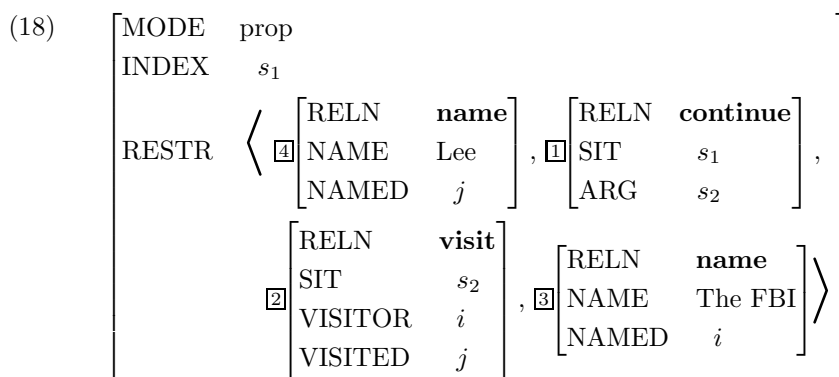 (18) MODE prop
INDEX s₁
RELN name RELN continue
RESTR ⟨ 4 NAME Lee , 1 SIT s₁ ,
NAMED j ARG s₂
RELN visit
RELN name
SIT s₂
2 , 3 NAME The FBI ⟩
VISITOR i
NAMED i
VISITED j